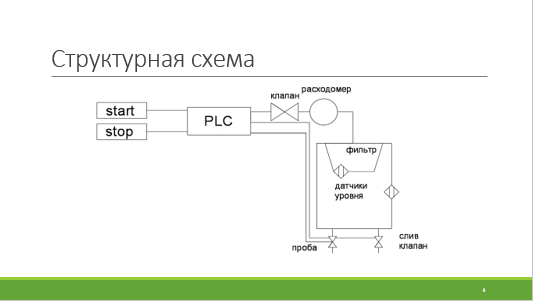 Структурная схема
расходомер
клапан
start
PLC
stop
фильтр
датчики
уровня
слив
клапан
проба
4